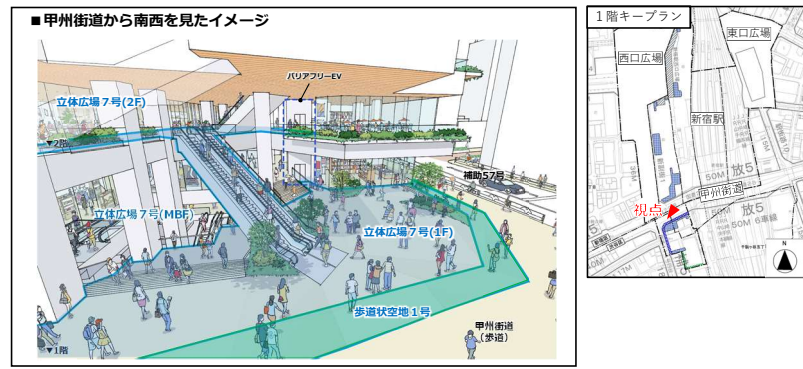 ■甲州街道から南西を見たイメージ
バリアフリーEV
立体広場７号(2F)
▼2階
補助57号
立体広場７号(MBF)
立体広場７号(1F)
歩道状空地１号
甲州街道
（歩道）
▼1階
１階キープラン
東口広場
西口広場
新宿駅
放5
50M
甲州街道
視点
放5
50M 6車線
17M
N